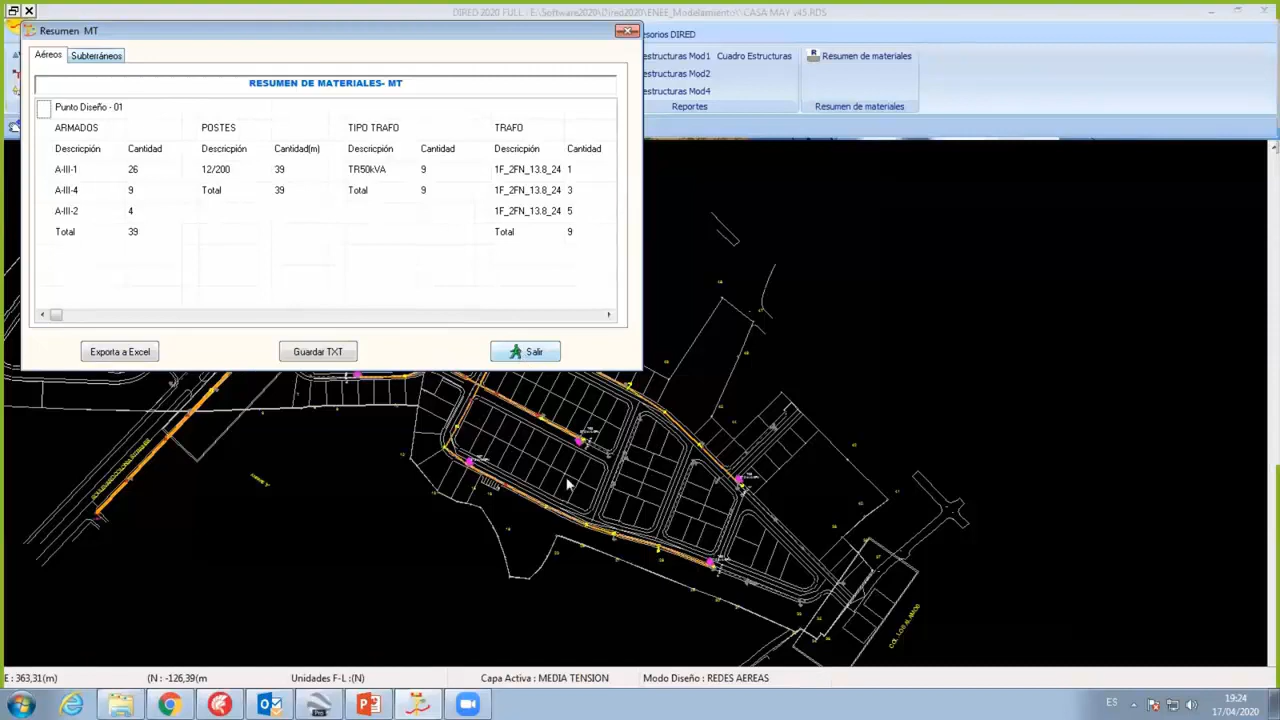 DIRED 2020 FULL : E:\Software2020\Dired2020\ENEE_Modelamiento\\CASA MAY v45.RDS
Resumen MT
esorios DIRED
Aéreos
Subterráneos
estructuras Mod1
Cuadro Estructuras
Resumen de materiales
estructuras Mod2
estructuras Mod4
Reportes
Resumen de materiales
RESUMEN DE MATERIALES- MT
Punto Diseño - 01
ARMADOS POSTES TIPO TRAFO TRAFO
Descripción Cantidad Descripción Cantidad(m) Descripción Cantidad Descripción Cantidad
A-III-1 26 12/200 39 TR50kVA 9 1F_2FN_13.8_24 1
A-III-4 9 Total 39 Total 9 1F_2FN_13.8_24 3
A-III-2 4 1F_2FN_13.8_24 5
Total 39 Total 9
Exporta a Excel
Guardar TXT
Salir
COL. LOS ALAMOS
E : 363,31(m) (N : -126,39(m Unidades F-L :(N) Capa Activa : MEDIA TENSION Modo Diseño : REDES AEREAS
ES
19:24
17/04/2020